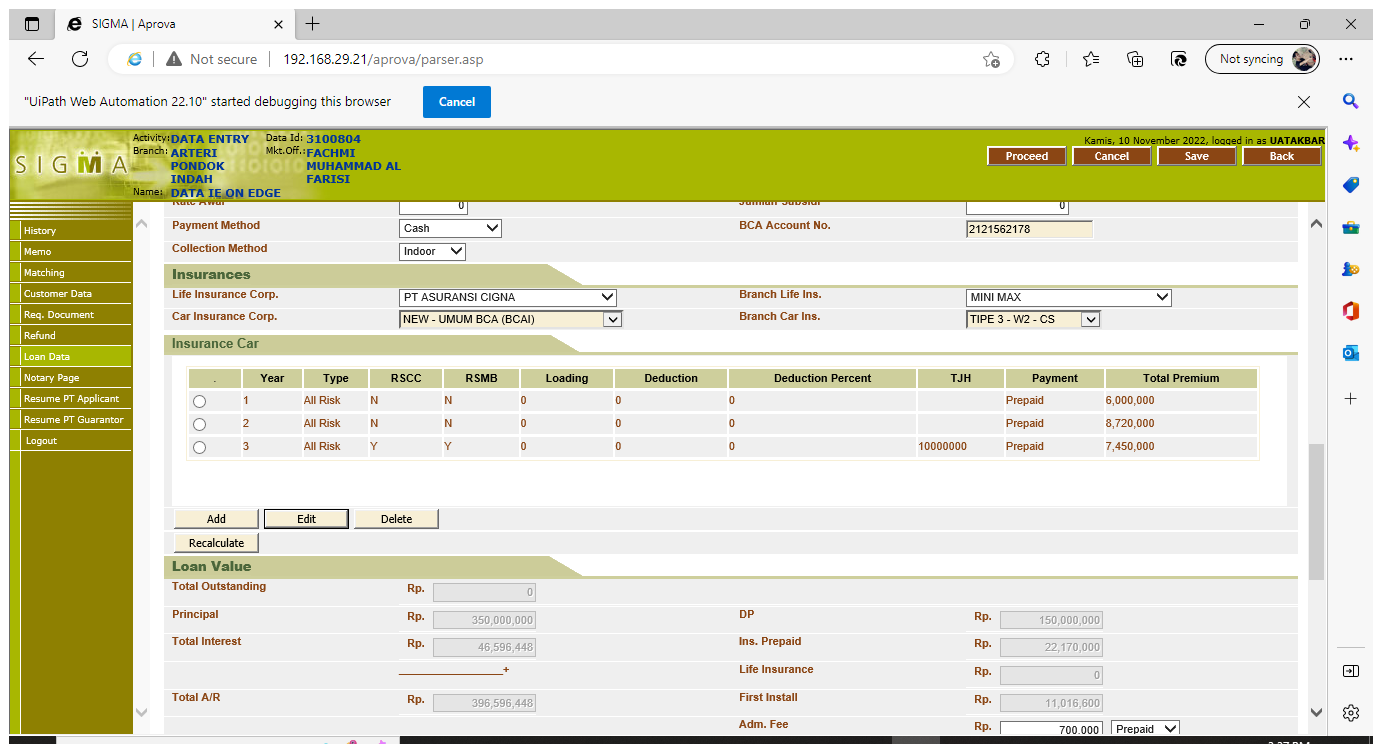 SIGMA | Aprova
Not secure 192.168.29.21/aprova/parser.asp Not syncing
"UiPath Web Automation 22.10" started debugging this browser Cancel
SIGMA
Activity: DATA ENTRY Data Id: 3100804
Branch: ARTERI PONDOK INDAH Mkt.Off.: FACHMI MUHAMMAD AL FARISI
Name: DATA IE ON EDGE
Kamis, 10 November 2022, logged in as UATAKBAR
Proceed Cancel Save Back
History
Memo
Matching
Customer Data
Req. Document
Refund
Loan Data
Notary Page
Resume PT Applicant
Resume PT Guarantor
Logout
Rate Awal 0 Jumlah Subsidi 0
Payment Method Cash BCA Account No. 2121562178
Collection Method Indoor
Insurances
Life Insurance Corp. PT ASURANSI CIGNA Branch Life Ins. MINI MAX
Car Insurance Corp. NEW - UMUM BCA (BCAI) Branch Car Ins. TIPE 3 - W2 - CS
Insurance Car
. Year Type RSCC RSMB Loading Deduction Deduction Percent TJH Payment Total Premium
1 All Risk N N 0 0 0 Prepaid 6,000,000
2 All Risk N N 0 0 0 Prepaid 8,720,000
3 All Risk Y Y 0 0 0 10000000 Prepaid 7,450,000
Add Edit Delete
Recalculate
Loan Value
Total Outstanding Rp. 0
Principal Rp. 350,000,000 DP Rp. 150,000,000
Total Interest Rp. 46,596,448 Ins. Prepaid Rp. 22,170,000
+ Life Insurance Rp. 0
Total A/R Rp. 396,596,448 First Install Rp. 11,016,600
Adm. Fee Rp. 700,000 Prepaid